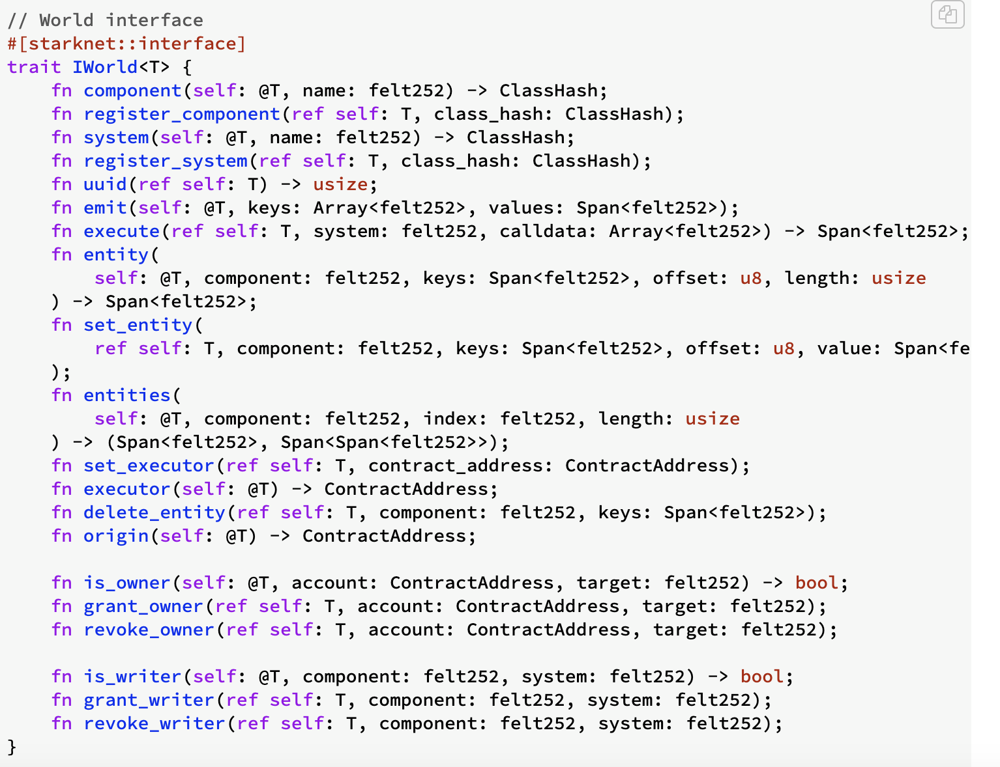 // World interface
#[starknet::interface]
trait IWorld<T> {
    fn component(self: @T, name: felt252) -> ClassHash;
    fn register_component(ref self: T, class_hash: ClassHash);
    fn system(self: @T, name: felt252) -> ClassHash;
    fn register_system(ref self: T, class_hash: ClassHash);
    fn uuid(ref self: T) -> usize;
    fn emit(self: @T, keys: Array<felt252>, values: Span<felt252>);
    fn execute(ref self: T, system: felt252, calldata: Array<felt252>) -> Span<felt252>;
    fn entity(
        self: @T, component: felt252, keys: Span<felt252>, offset: u8, length: usize
    ) -> Span<felt252>;
    fn set_entity(
        ref self: T, component: felt252, keys: Span<felt252>, offset: u8, value: Span<fe
    );
    fn entities(
        self: @T, component: felt252, index: felt252, length: usize
    ) -> (Span<felt252>, Span<Span<felt252>>);
    fn set_executor(ref self: T, contract_address: ContractAddress);
    fn executor(self: @T) -> ContractAddress;
    fn delete_entity(ref self: T, component: felt252, keys: Span<felt252>);
    fn origin(self: @T) -> ContractAddress;

    fn is_owner(self: @T, account: ContractAddress, target: felt252) -> bool;
    fn grant_owner(ref self: T, account: ContractAddress, target: felt252);
    fn revoke_owner(ref self: T, account: ContractAddress, target: felt252);

    fn is_writer(self: @T, component: felt252, system: felt252) -> bool;
    fn grant_writer(ref self: T, component: felt252, system: felt252);
    fn revoke_writer(ref self: T, component: felt252, system: felt252);
}